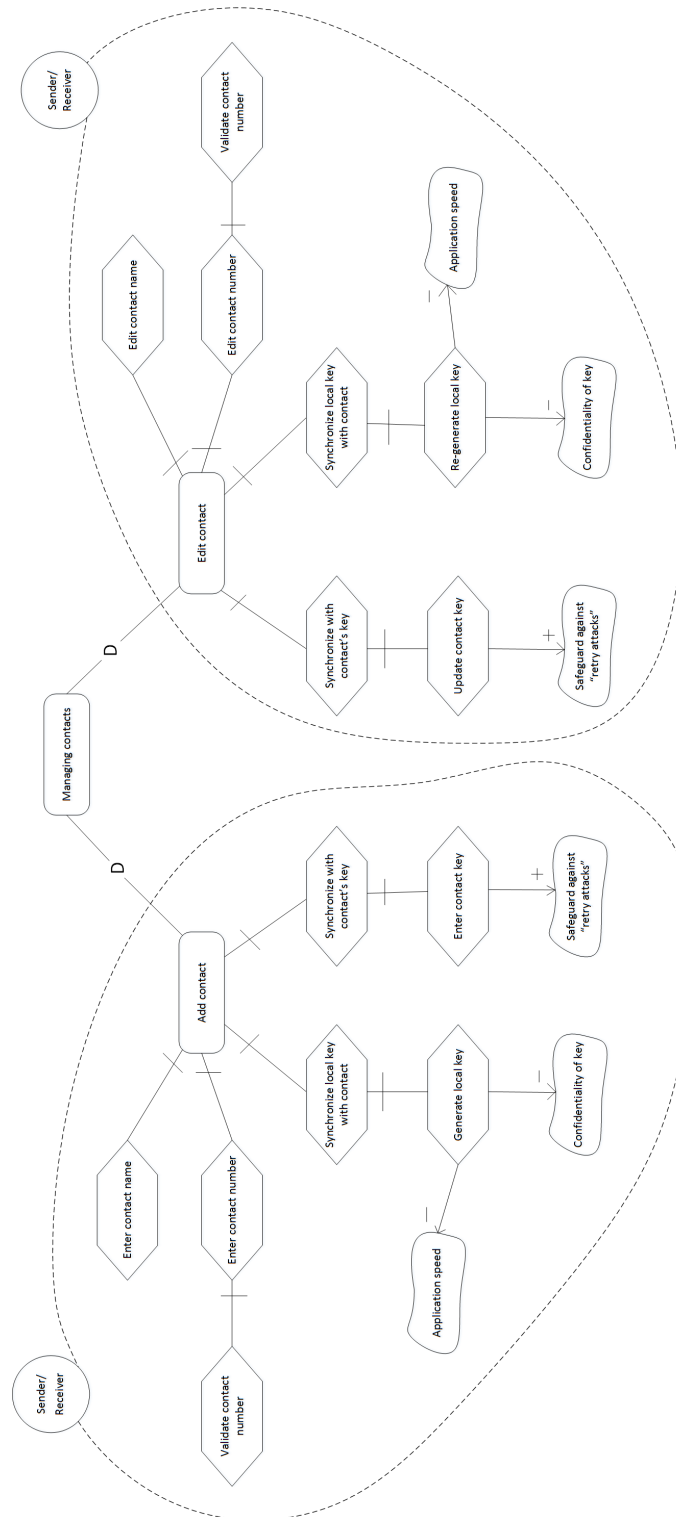 Managing contacts
D
D
Sender/
Receiver
Add contact
Enter contact name
Enter contact number
Validate contact
number
Synchronize local key
with contact
Synchronize with
contact's key
Generate local key
Enter contact key
Application speed
–
Confidentiality of key
–
Safeguard against
"retry attacks"
+
Sender/
Receiver
Edit contact
Edit contact name
Edit contact number
Validate contact
number
Synchronize with
contact's key
Synchronize local key
with contact
Update contact key
Re-generate local key
Application speed
–
Safeguard against
"retry attacks"
+
Confidentiality of key
–